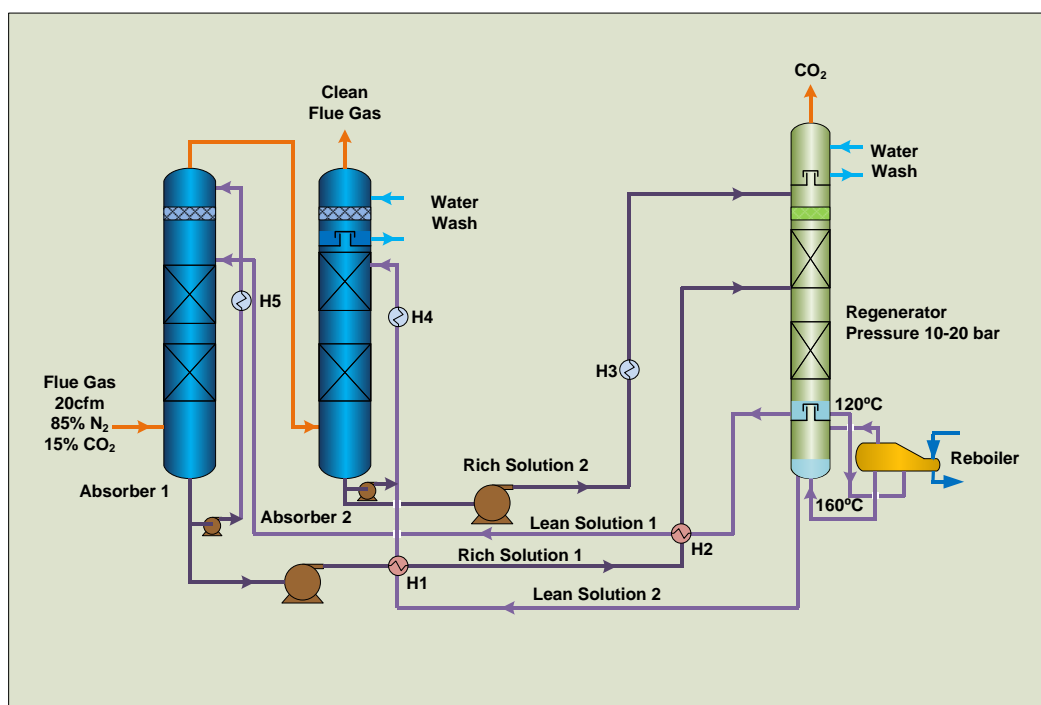 CO₂
Clean
Flue Gas
Water
Wash
Water
Wash
H5
H4
Regenerator
Pressure 10-20 bar
H3
Flue Gas
20cfm
85% N₂
15% CO₂
120ºC
Reboiler
Rich Solution 2
Absorber 1
160ºC
Absorber 2
Lean Solution 1
H2
Rich Solution 1
H1
Lean Solution 2